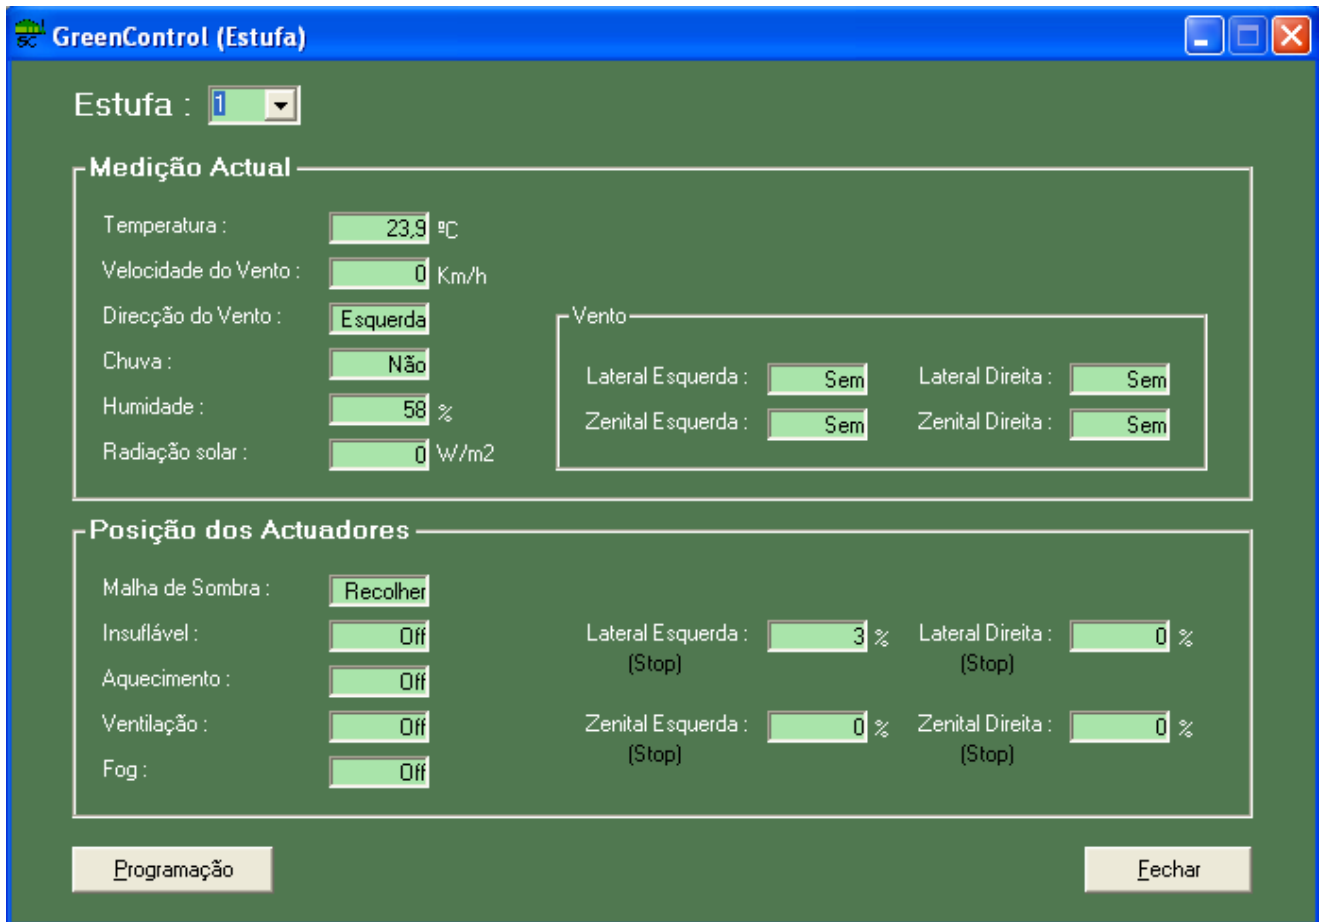 SC GreenControl (Estufa)
Estufa : 1
Medição Actual
Temperatura : 23,9 ºC
Velocidade do Vento : 0 Km/h
Direcção do Vento : Esquerda
Vento
Chuva : Não
Lateral Esquerda : Sem Lateral Direita : Sem
Humidade : 58 %
Zenital Esquerda : Sem Zenital Direita : Sem
Radiação solar : 0 W/m2
Posição dos Actuadores
Malha de Sombra : Recolher
Insuflável : Off Lateral Esquerda : 3 % Lateral Direita : 0 %
(Stop) (Stop)
Aquecimento : Off
Ventilação : Off Zenital Esquerda : 0 % Zenital Direita : 0 %
(Stop) (Stop)
Fog : Off
Programação Fechar